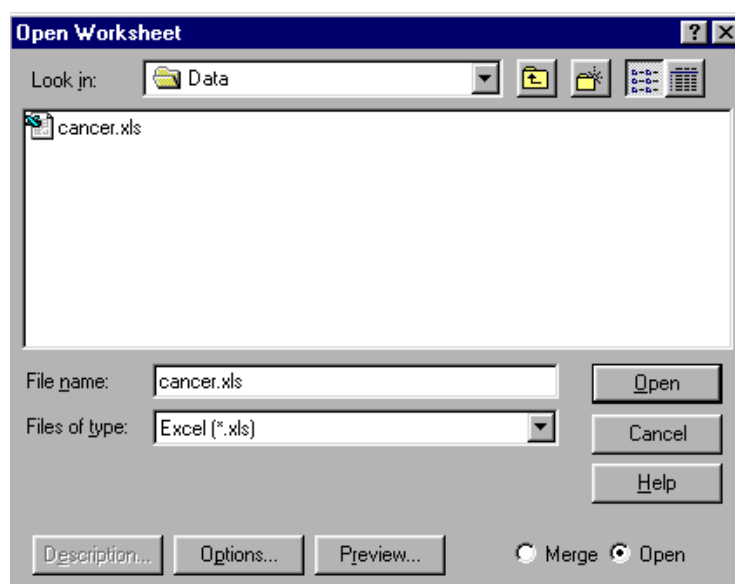 Open Worksheet
Look in: Data
cancer.xls
File name: cancer.xls Open
Files of type: Excel (*.xls) Cancel
Help
Description... Options... Preview... Merge Open